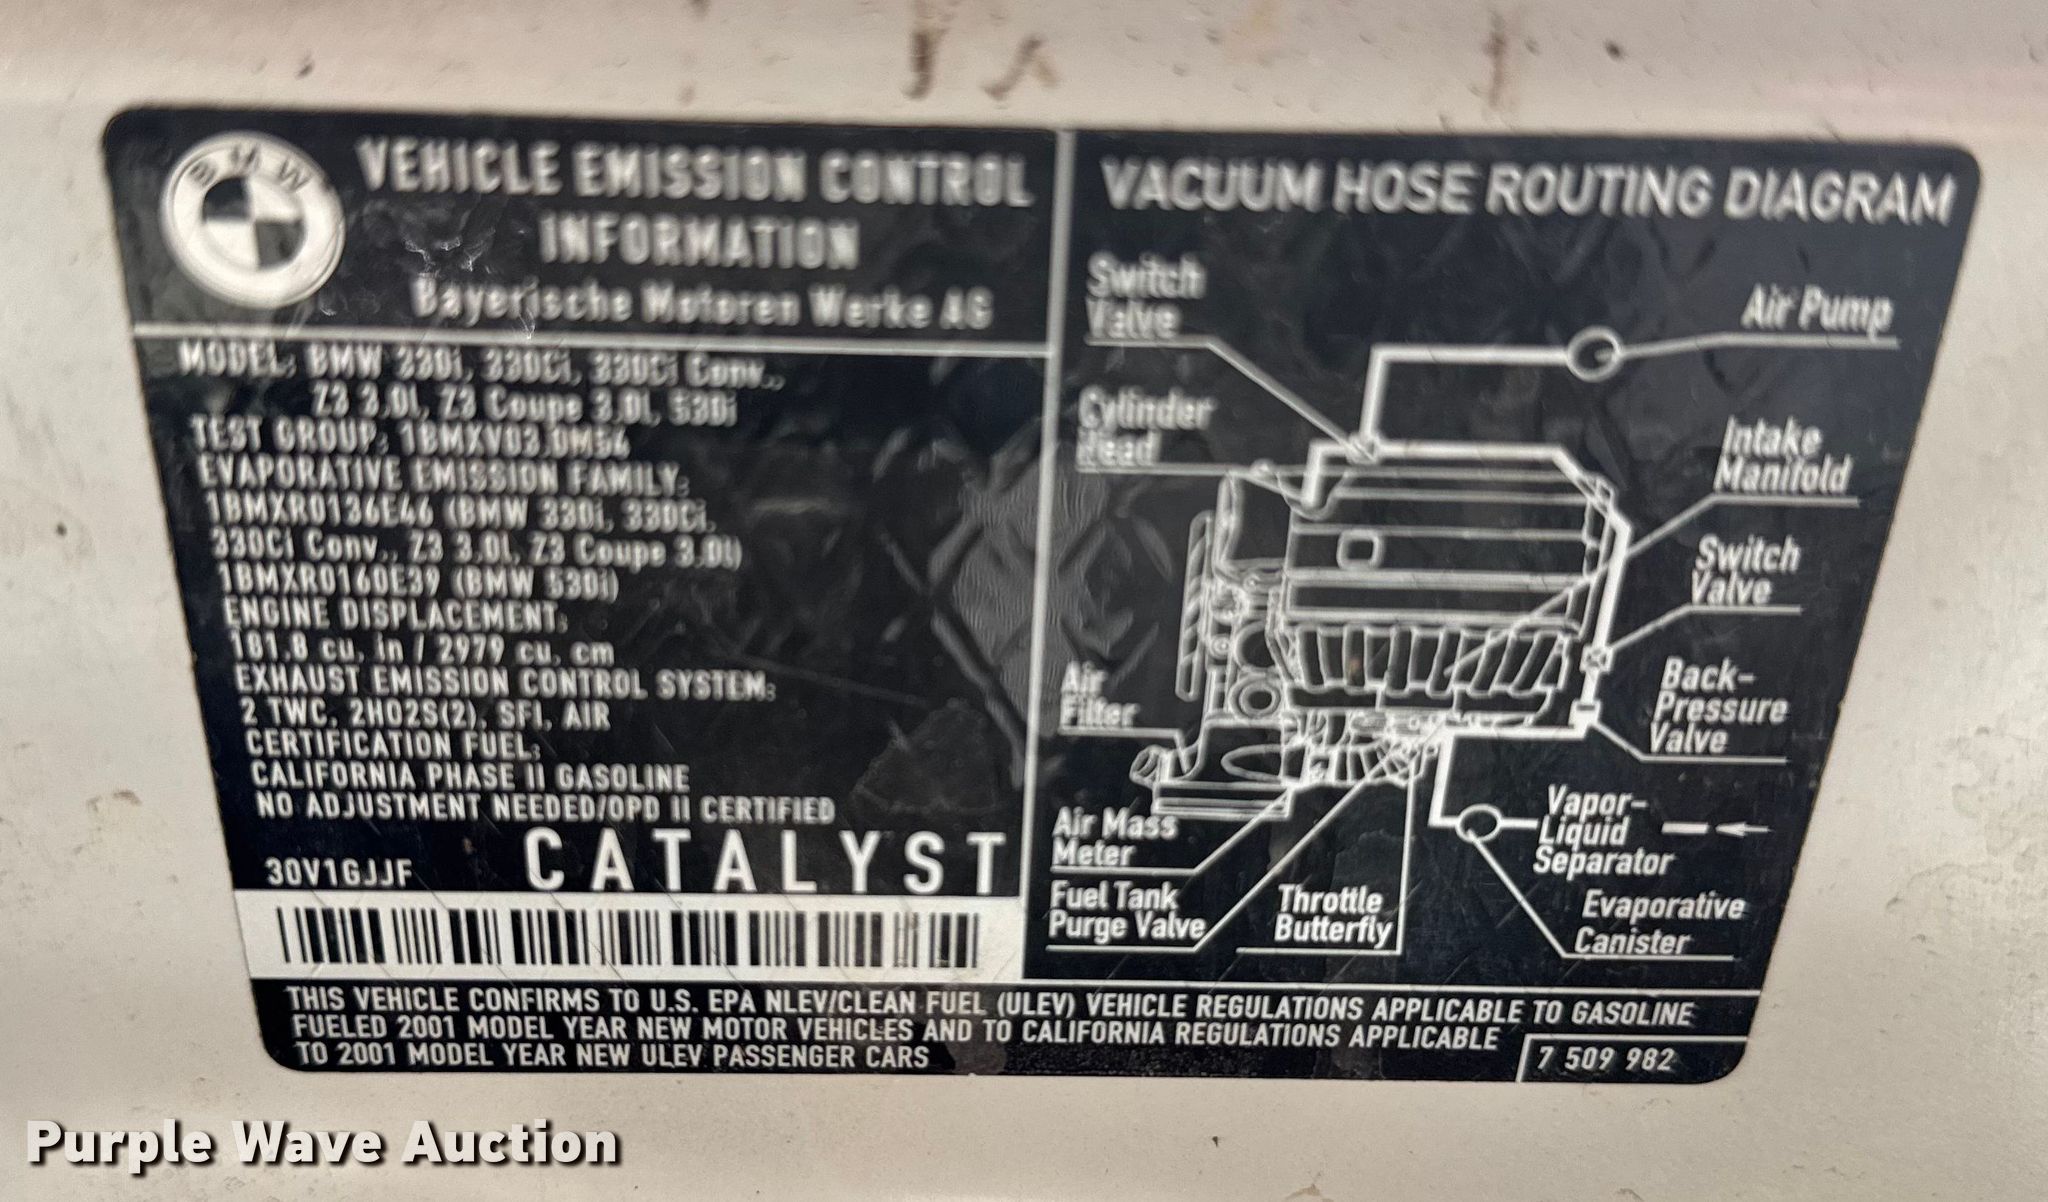 BMW
VEHICLE EMISSION CONTROL
INFORMATION
Bayerische Motoren Werke AG
MODEL: BMW 330i, 330Ci, 330Ci Conv.,
Z3 3.0l, Z3 Coupe 3.0l, 530i
TEST GROUP: 1BMXV03.0M54
EVAPORATIVE EMISSION FAMILY:
1BMXR0136E46 (BMW 330i, 330Ci,
330Ci Conv., Z3 3.0l, Z3 Coupe 3.0l)
1BMXR0160E39 (BMW 530i)
ENGINE DISPLACEMENT:
181.8 cu. in / 2979 cu. cm
EXHAUST EMISSION CONTROL SYSTEM:
2 TWC, 2HO2S(2), SFI, AIR
CERTIFICATION FUEL:
CALIFORNIA PHASE II GASOLINE
NO ADJUSTMENT NEEDED/OPD II CERTIFIED
30V1GJJF CATALYST
VACUUM HOSE ROUTING DIAGRAM
Switch
Valve
Air Pump
Cylinder
Head
Intake
Manifold
Switch
Valve
Air
Filter
Back-
Pressure
Valve
Air Mass
Meter
Vapor-
Liquid
Separator
Fuel Tank
Purge Valve
Throttle
Butterfly
Evaporative
Canister
THIS VEHICLE CONFIRMS TO U.S. EPA NLEV/CLEAN FUEL (ULEV) VEHICLE REGULATIONS APPLICABLE TO GASOLINE
FUELED 2001 MODEL YEAR NEW MOTOR VEHICLES AND TO CALIFORNIA REGULATIONS APPLICABLE
TO 2001 MODEL YEAR NEW ULEV PASSENGER CARS
7 509 982
Purple Wave Auction